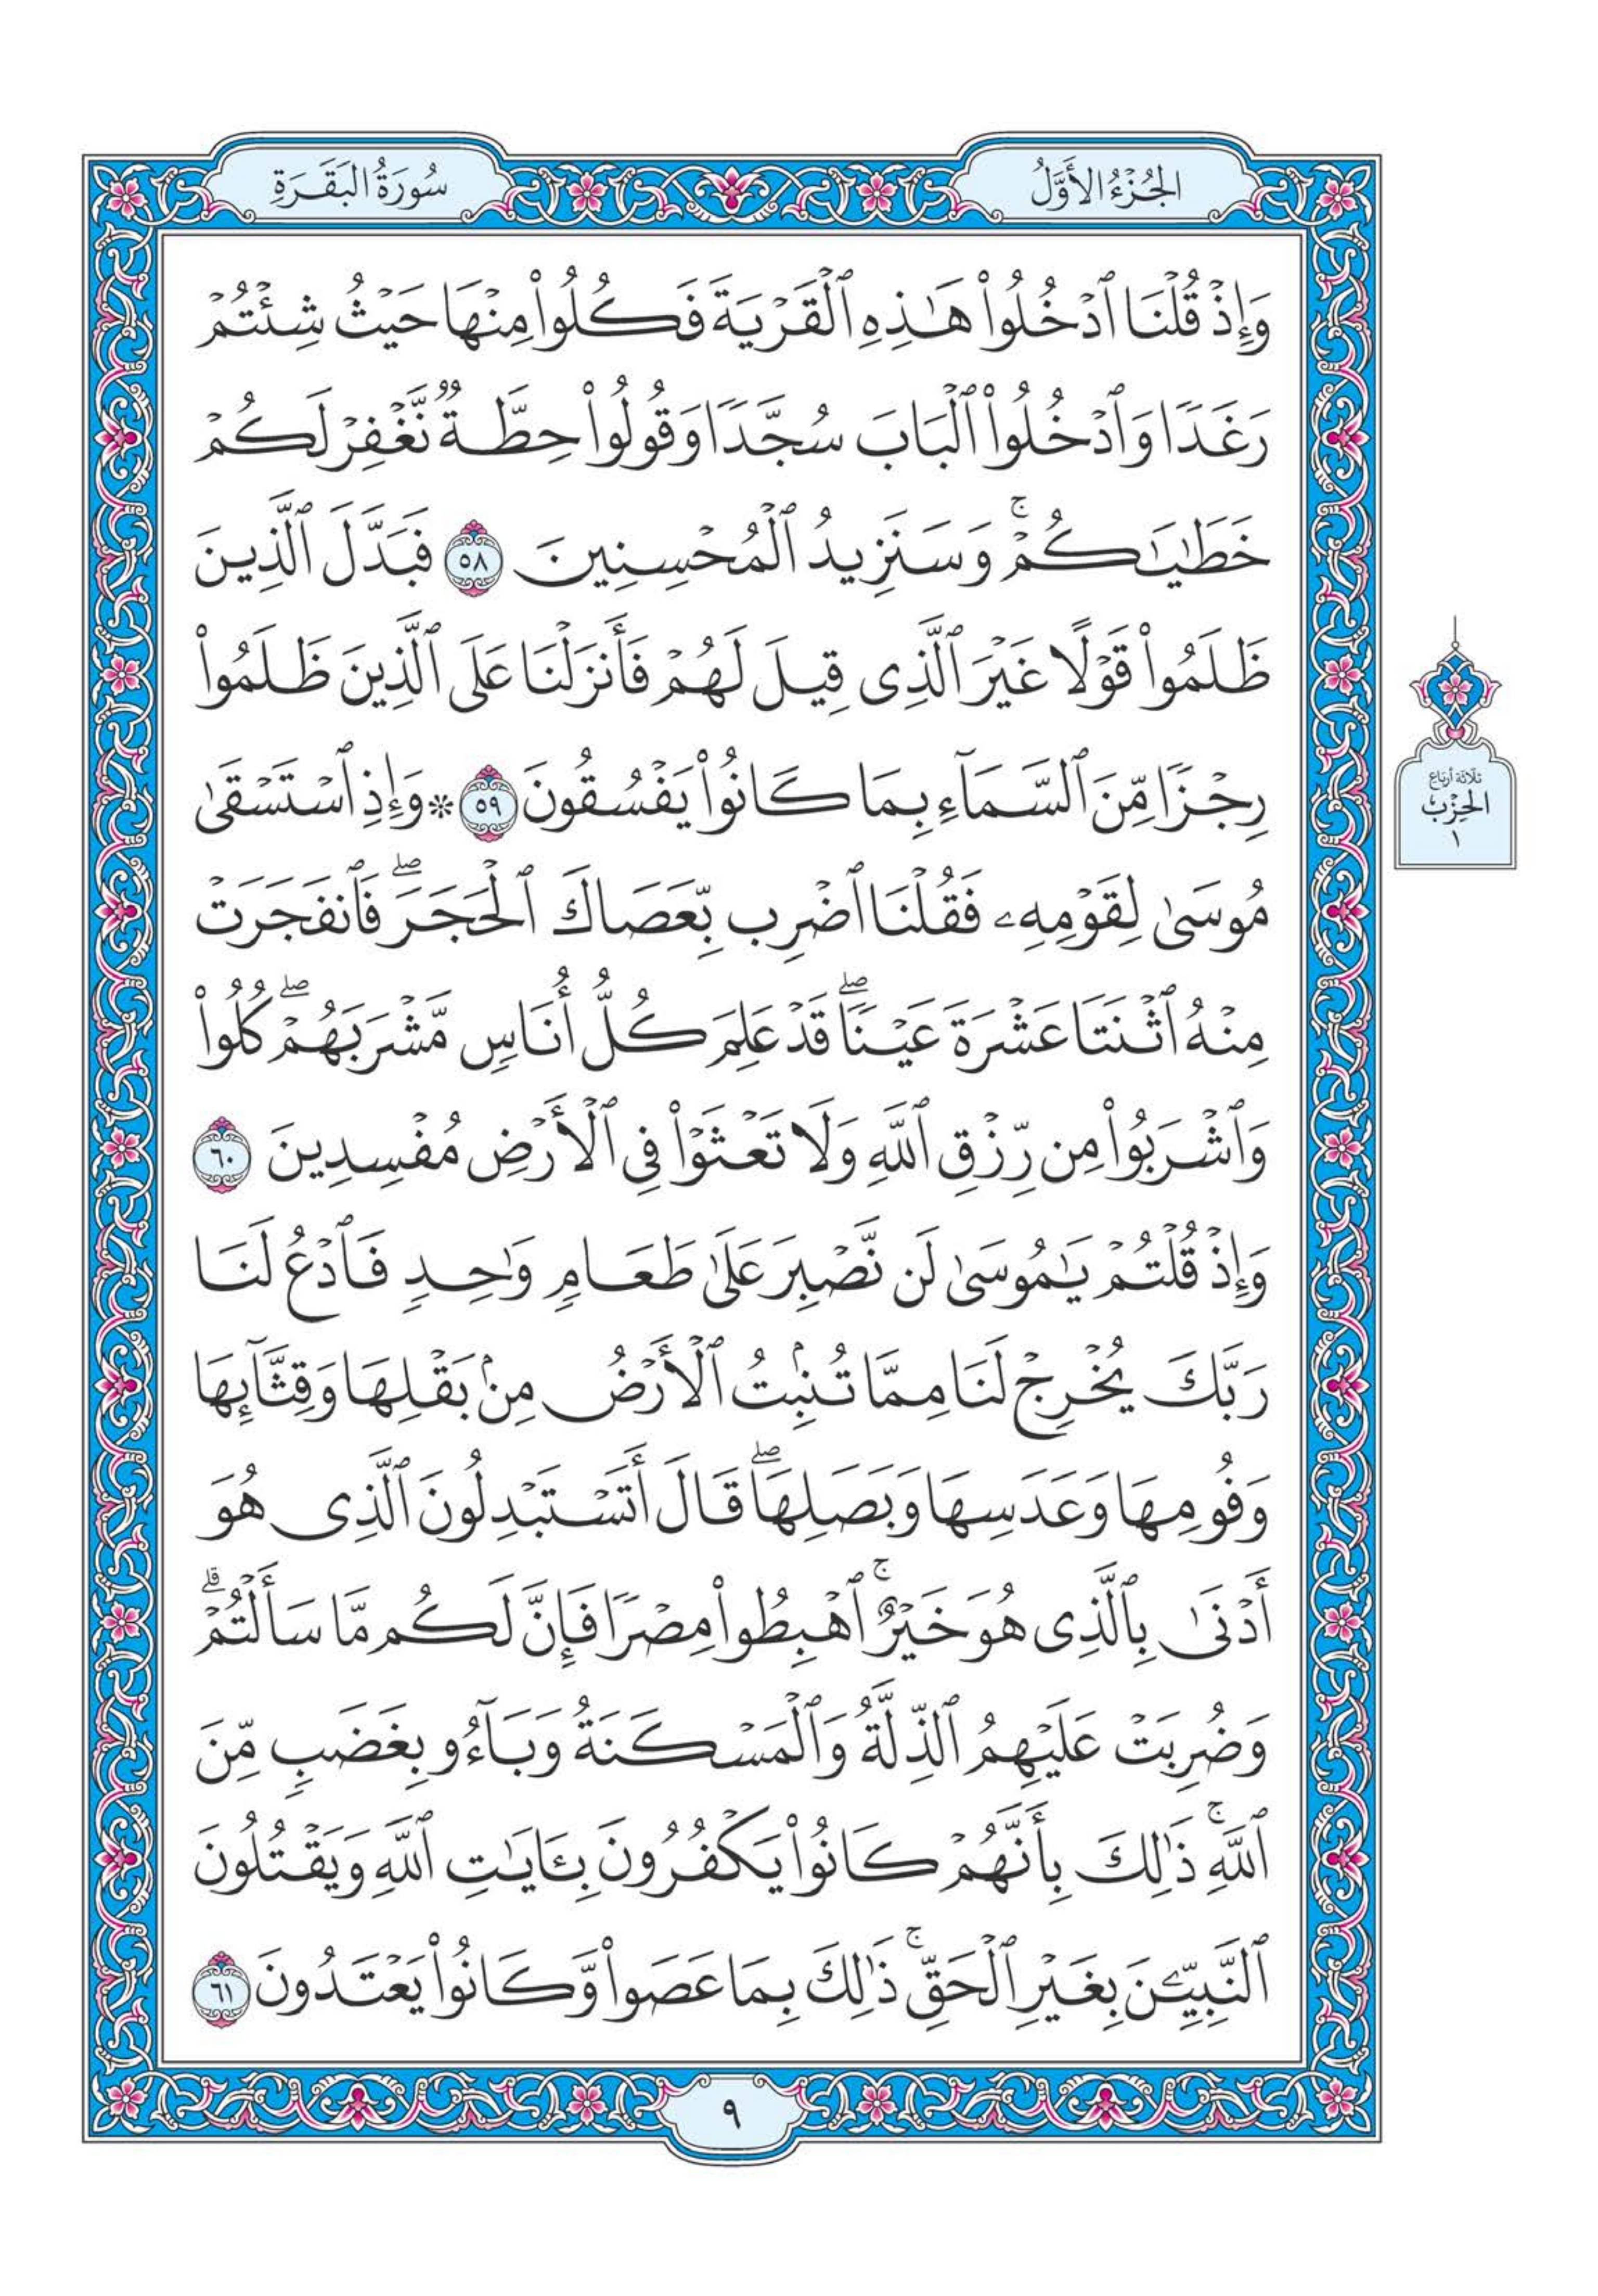 الجُزْءُ الأَوَّلُ
سُورَةُ البَقَرَةِ
وَإِذْ قُلْنَا ٱدْخُلُوا۟ هَٰذِهِ ٱلْقَرْيَةَ فَكُلُوا۟ مِنْهَا حَيْثُ شِئْتُمْ
رَغَدًا وَٱدْخُلُوا۟ ٱلْبَابَ سُجَّدًا وَقُولُوا۟ حِطَّةٌ نَّغْفِرْ لَكُمْ
خَطَٰيَٰكُمْ ۚ وَسَنَزِيدُ ٱلْمُحْسِنِينَ ٥٨ فَبَدَّلَ ٱلَّذِينَ
ظَلَمُوا۟ قَوْلًا غَيْرَ ٱلَّذِى قِيلَ لَهُمْ فَأَنزَلْنَا عَلَى ٱلَّذِينَ ظَلَمُوا۟
رِجْزًا مِّنَ ٱلسَّمَآءِ بِمَا كَانُوا۟ يَفْسُقُونَ ٥٩ * وَإِذِ ٱسْتَسْقَىٰ
مُوسَىٰ لِقَوْمِهِۦ فَقُلْنَا ٱضْرِب بِّعَصَاكَ ٱلْحَجَرَ ۖ فَٱنفَجَرَتْ
مِنْهُ ٱثْنَتَا عَشْرَةَ عَيْنًا ۖ قَدْ عَلِمَ كُلُّ أُنَاسٍ مَّشْرَبَهُمْ ۖ كُلُوا۟
وَٱشْرَبُوا۟ مِن رِّزْقِ ٱللَّهِ وَلَا تَعْثَوْا۟ فِى ٱلْأَرْضِ مُفْسِدِينَ ٦٠
وَإِذْ قُلْتُمْ يَٰمُوسَىٰ لَن نَّصْبِرَ عَلَىٰ طَعَامٍ وَٰحِدٍ فَٱدْعُ لَنَا
رَبَّكَ يُخْرِجْ لَنَا مِمَّا تُنۢبِتُ ٱلْأَرْضُ مِنۢ بَقْلِهَا وَقِثَّآئِهَا
وَفُومِهَا وَعَدَسِهَا وَبَصَلِهَا ۖ قَالَ أَتَسْتَبْدِلُونَ ٱلَّذِى هُوَ
أَدْنَىٰ بِٱلَّذِى هُوَ خَيْرٌ ۚ ٱهْبِطُوا۟ مِصْرًا فَإِنَّ لَكُم مَّا سَأَلْتُمْ ۗ
وَضُرِبَتْ عَلَيْهِمُ ٱلذِّلَّةُ وَٱلْمَسْكَنَةُ وَبَآءُو بِغَضَبٍ مِّنَ
ٱللَّهِ ۚ ذَٰلِكَ بِأَنَّهُمْ كَانُوا۟ يَكْفُرُونَ بِـَٔايَٰتِ ٱللَّهِ وَيَقْتُلُونَ
ٱلنَّبِيِّـۧنَ بِغَيْرِ ٱلْحَقِّ ۚ ذَٰلِكَ بِمَا عَصَوا۟ وَّكَانُوا۟ يَعْتَدُونَ ٦١
ثلاثة أرباع
الحِزْب
١
٩